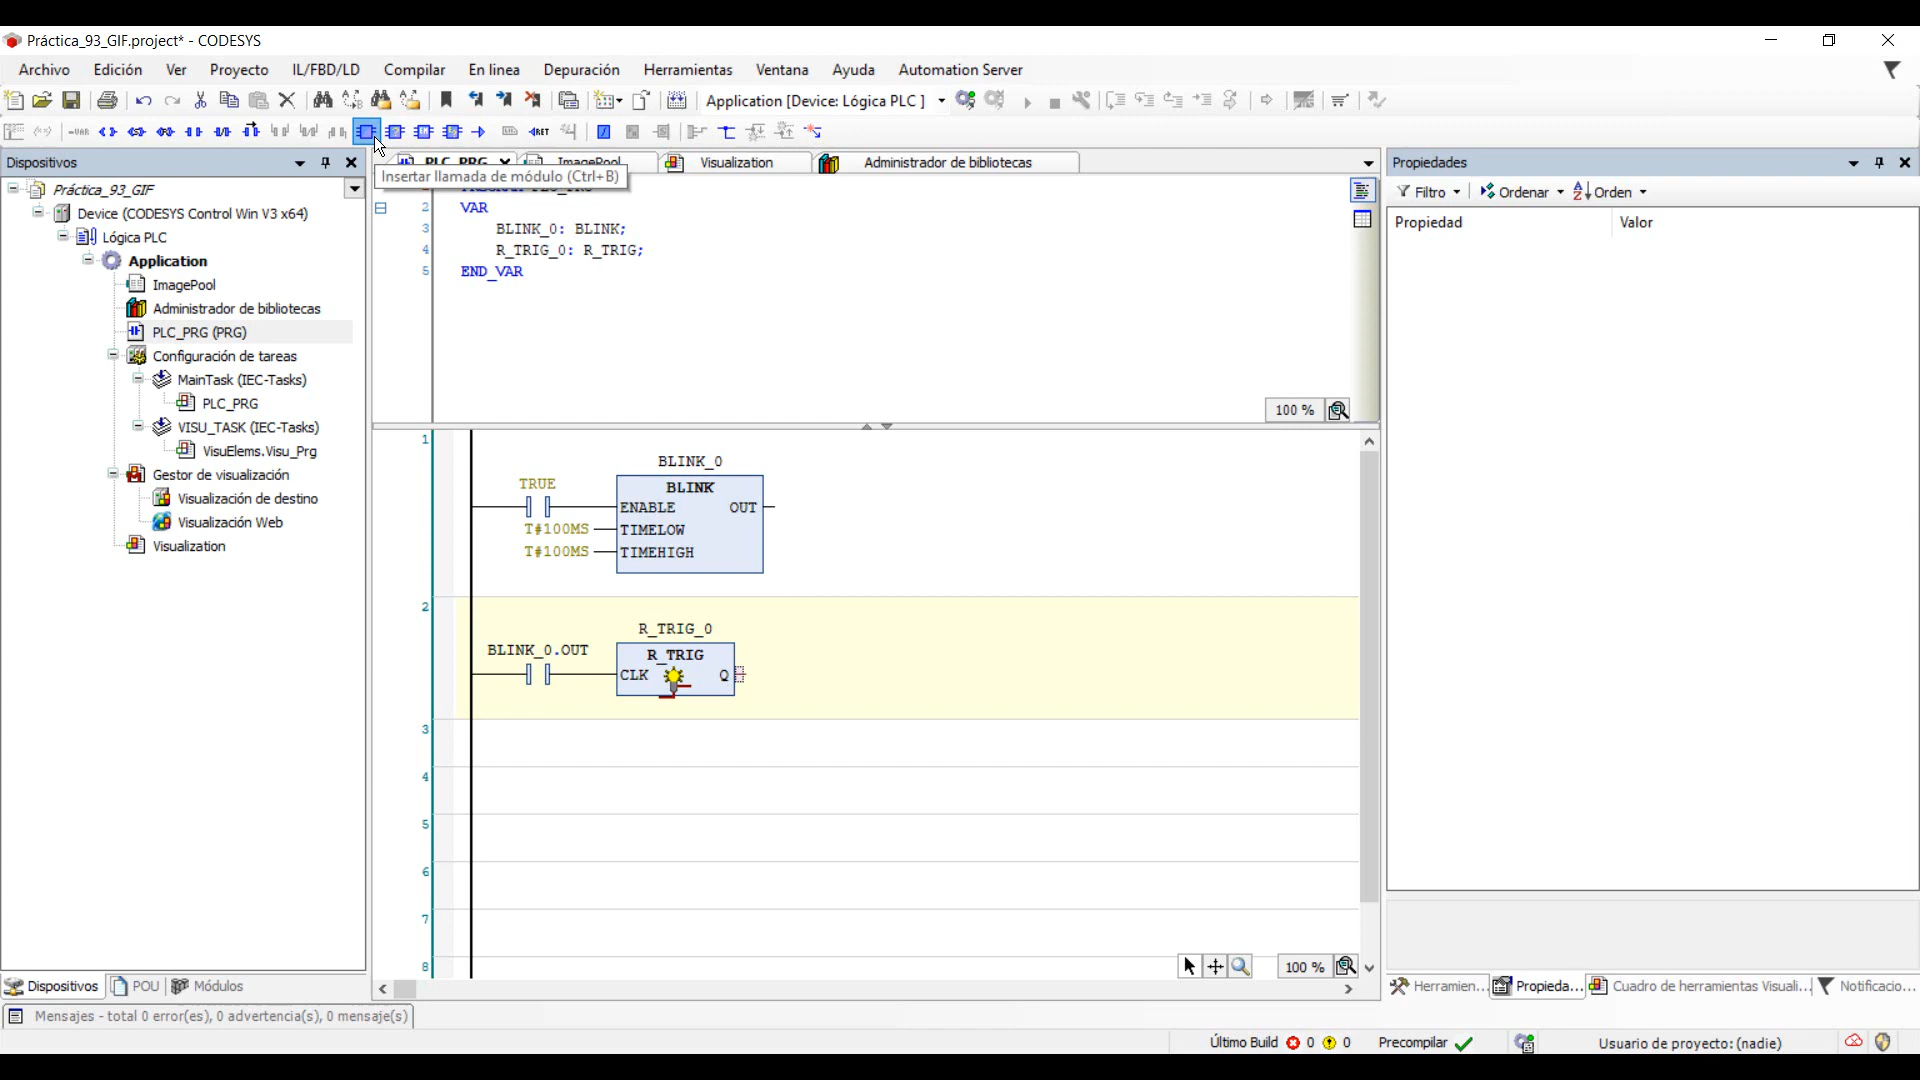 Práctica_93_GIF.project* - CODESYS
Archivo Edición Ver Proyecto IL/FBD/LD Compilar En linea Depuración Herramientas Ventana Ayuda Automation Server
Application [Device: Lógica PLC ]
VAR RET
Dispositivos
PLC_PRG ImagePool Visualization Administrador de bibliotecas
Insertar llamada de módulo (Ctrl+B)
Propiedades
Filtro Ordenar Orden
Propiedad Valor
Práctica_93_GIF
Device (CODESYS Control Win V3 x64)
Lógica PLC
Application
ImagePool
Administrador de bibliotecas
PLC_PRG (PRG)
Configuración de tareas
MainTask (IEC-Tasks)
PLC_PRG
VISU_TASK (IEC-Tasks)
VisuElems.Visu_Prg
Gestor de visualización
Visualización de destino
Visualización Web
Visualization
2 VAR
3 BLINK_0: BLINK;
4 R_TRIG_0: R_TRIG;
5 END_VAR
100 %
1
BLINK_0
TRUE BLINK
ENABLE OUT
T#100MS TIMELOW
T#100MS TIMEHIGH
2
R_TRIG_0
BLINK_0.OUT R_TRIG
CLK Q
3
4
5
6
7
8
100 %
Dispositivos POU Módulos
Herramien... Propieda... Cuadro de herramientas Visuali... Notificacio...
Mensajes - total 0 error(es), 0 advertencia(s), 0 mensaje(s)
Último Build 0 0 Precompilar Usuario de proyecto: (nadie)